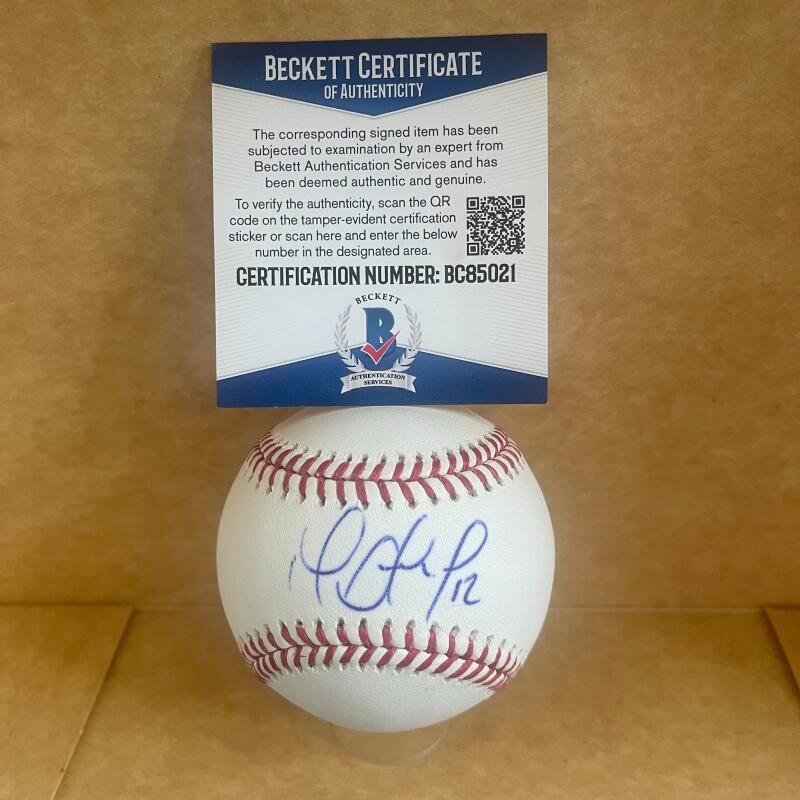 BECKETT CERTIFICATE
OF AUTHENTICITY
The corresponding signed item has been
subjected to examination by an expert from
Beckett Authentication Services and has
been deemed authentic and genuine.
To verify the authenticity, scan the QR
code on the tamper-evident certification
sticker or scan here and enter the below
number in the designated area.
CERTIFICATION NUMBER: BC85021
BECKETT
B
AUTHENTICATION
SERVICES
12